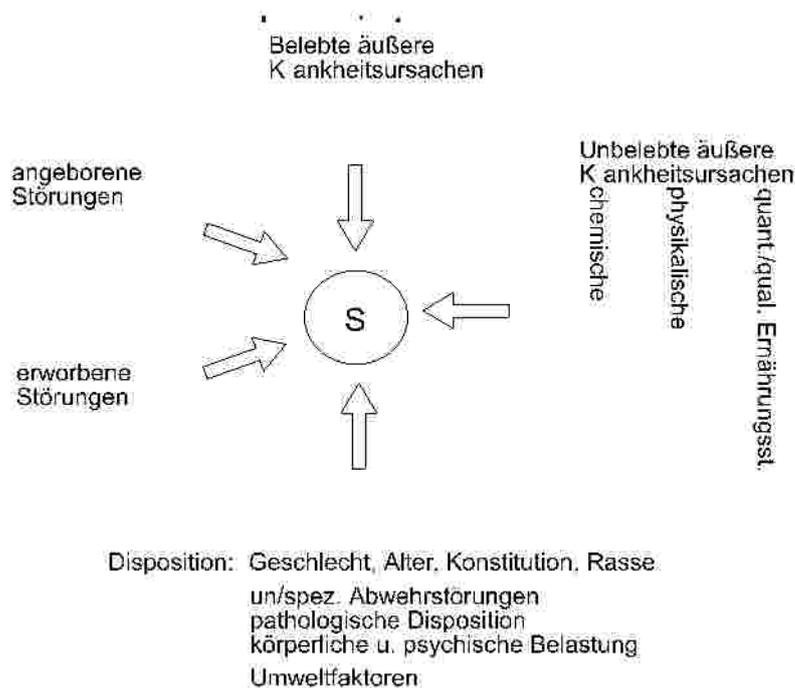 Belebte äußere
K ankheitsursachen
angeborene
Störungen
Unbelebte äußere
K ankheitsursachen
chemische
physikalische
quant./qual. Ernährungsst.
S
erworbene
Störungen
Disposition: Geschlecht, Alter, Konstitution, Rasse
un/spez. Abwehrstörungen
pathologische Disposition
körperliche u. psychische Belastung
Umweltfaktoren